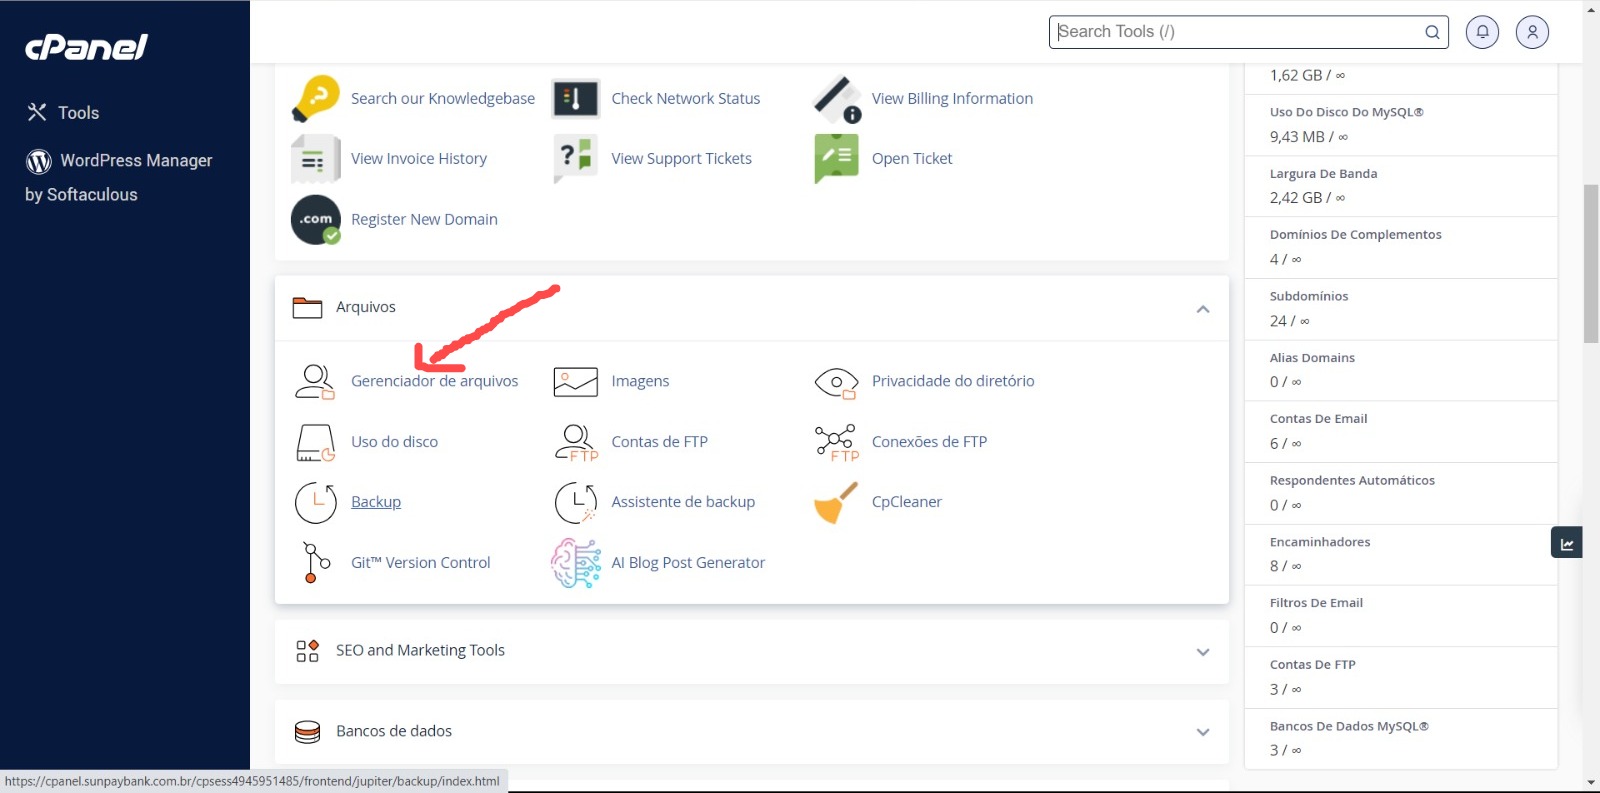 cPanel
Search Tools (/)
Tools
WordPress Manager
by Softaculous
Search our Knowledgebase
Check Network Status
View Billing Information
View Invoice History
View Support Tickets
Open Ticket
.com
Register New Domain
Arquivos
Gerenciador de arquivos
Imagens
Privacidade do diretório
Uso do disco
FTP
Contas de FTP
FTP
Conexões de FTP
Backup
Assistente de backup
CpCleaner
Git™ Version Control
AI Blog Post Generator
SEO and Marketing Tools
Bancos de dados
1,62 GB / ∞
Uso Do Disco Do MySQL®
9,43 MB / ∞
Largura De Banda
2,42 GB / ∞
Domínios De Complementos
4 / ∞
Subdomínios
24 / ∞
Alias Domains
0 / ∞
Contas De Email
6 / ∞
Respondentes Automáticos
0 / ∞
Encaminhadores
8 / ∞
Filtros De Email
0 / ∞
Contas De FTP
3 / ∞
Bancos De Dados MySQL®
3 / ∞
https://cpanel.sunpaybank.com.br/cpsess4945951485/frontend/jupiter/backup/index.html